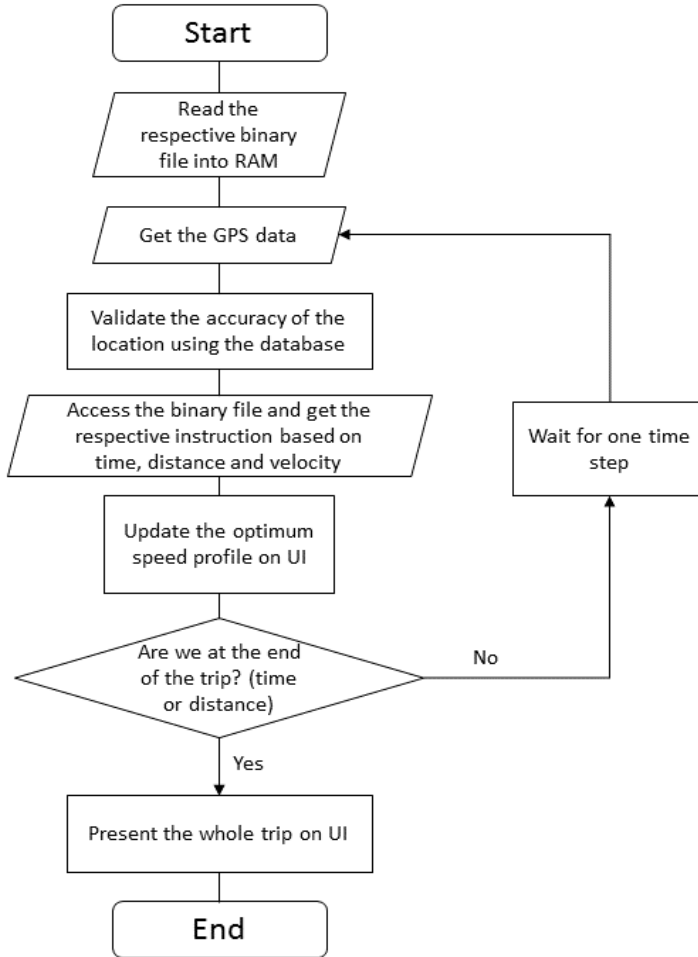 Start
Read the
respective binary
file into RAM
Get the GPS data
Validate the accuracy of the
location using the database
Access the binary file and get the
respective instruction based on
time, distance and velocity
Wait for one time
step
Update the optimum
speed profile on UI
Are we at the end
of the trip? (time
or distance)
No
Yes
Present the whole trip on UI
End